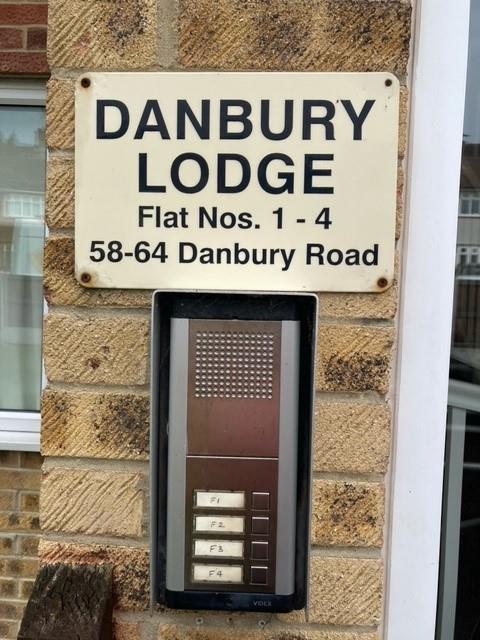 DANBURY
LODGE
Flat Nos. 1 - 4
58-64 Danbury Road
F1
F2
F3
F4
VIDEX